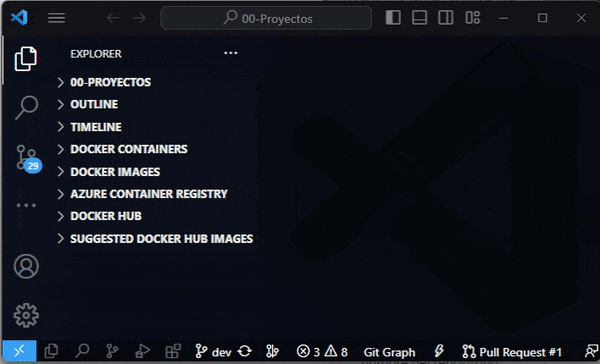 00-Proyectos
EXPLORER
00-PROYECTOS
OUTLINE
TIMELINE
DOCKER CONTAINERS
DOCKER IMAGES
AZURE CONTAINER REGISTRY
DOCKER HUB
SUGGESTED DOCKER HUB IMAGES
29
dev 3 8 Git Graph Pull Request #1